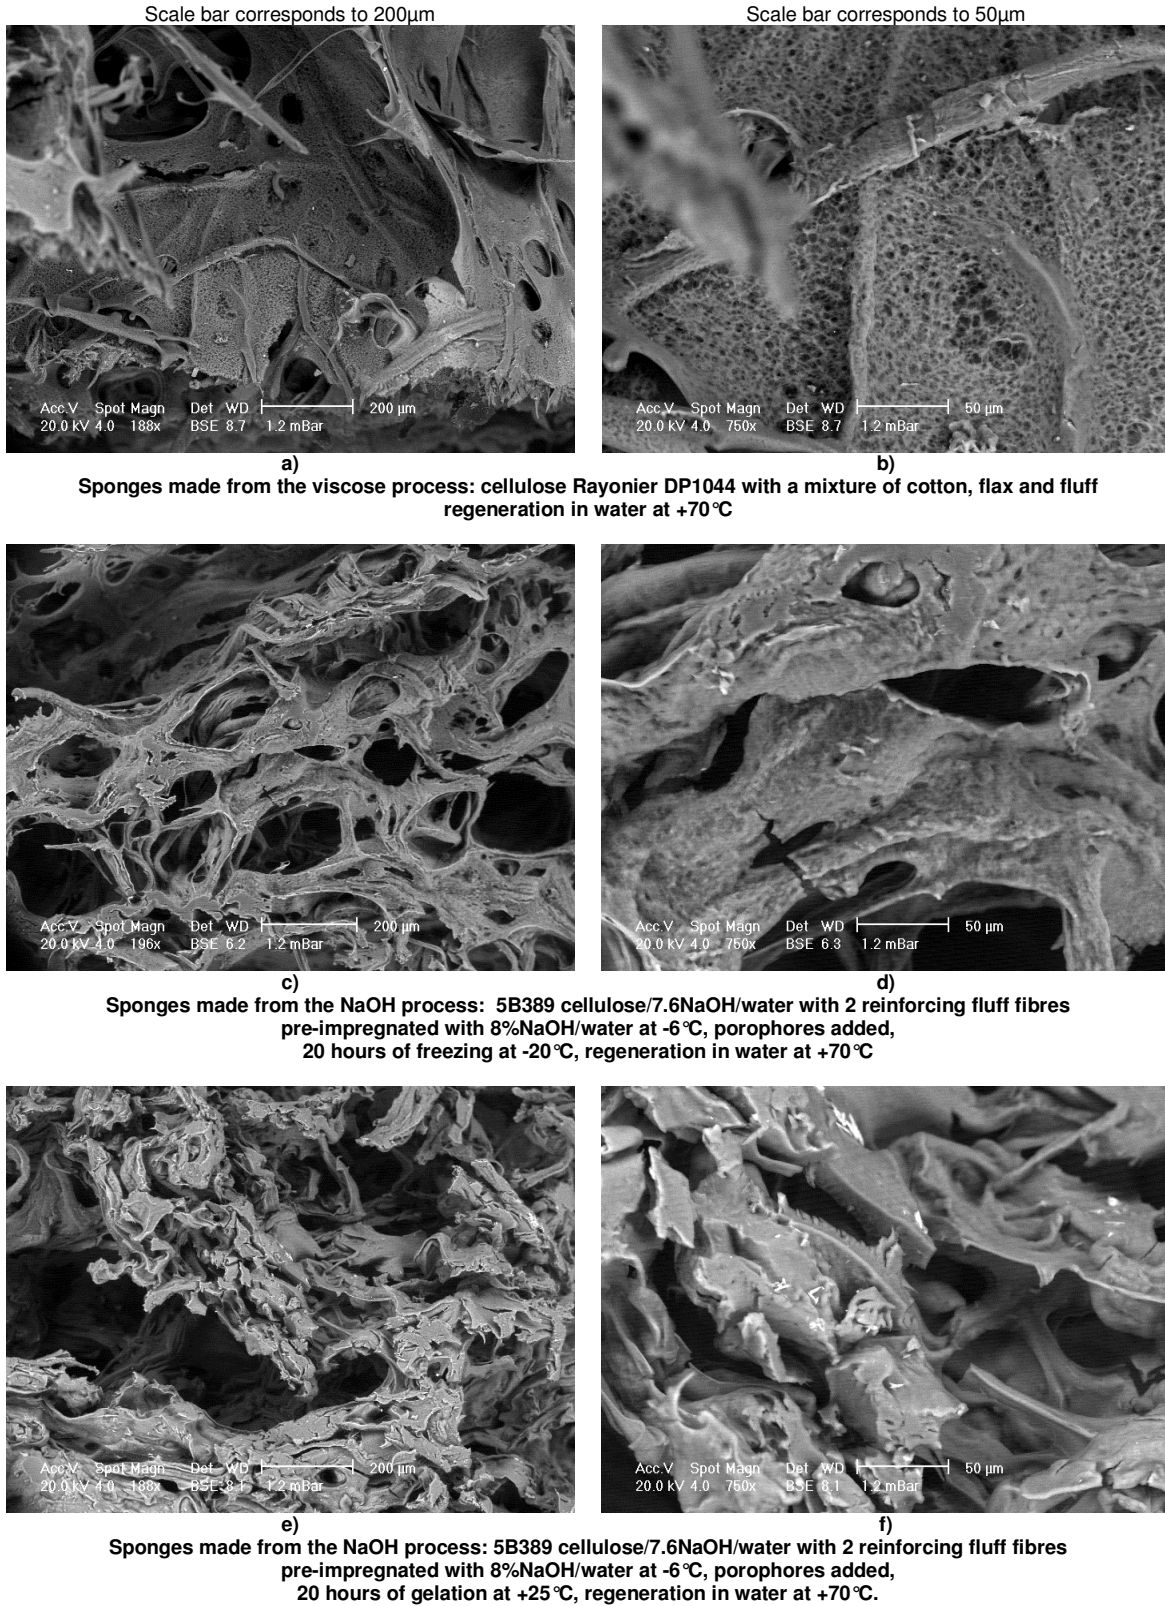 Scale bar corresponds to 200µm
Scale bar corresponds to 50µm
Acc.V Spot Magn Det WD 200 µm
20.0 kV 4.0 188x BSE 8.7 1.2 mBar
Acc.V Spot Magn Det WD 50 µm
20.0 kV 4.0 750x BSE 8.7 1.2 mBar
a)
b)
Sponges made from the viscose process: cellulose Rayonier DP1044 with a mixture of cotton, flax and fluff
regeneration in water at +70°C
Acc.V Spot Magn Det WD 200 µm
20.0 kV 4.0 196x BSE 6.2 1.2 mBar
Acc.V Spot Magn Det WD 50 µm
20.0 kV 4.0 750x BSE 6.3 1.2 mBar
c)
d)
Sponges made from the NaOH process: 5B389 cellulose/7.6NaOH/water with 2 reinforcing fluff fibres
pre-impregnated with 8%NaOH/water at -6°C, porophores added,
20 hours of freezing at -20°C, regeneration in water at +70°C
Acc.V Spot Magn Det WD 200 µm
20.0 kV 4.0 188x BSE 8.1 1.2 mBar
Acc.V Spot Magn Det WD 50 µm
20.0 kV 4.0 750x BSE 8.1 1.2 mBar
e)
f)
Sponges made from the NaOH process: 5B389 cellulose/7.6NaOH/water with 2 reinforcing fluff fibres
pre-impregnated with 8%NaOH/water at -6°C, porophores added,
20 hours of gelation at +25°C, regeneration in water at +70°C.